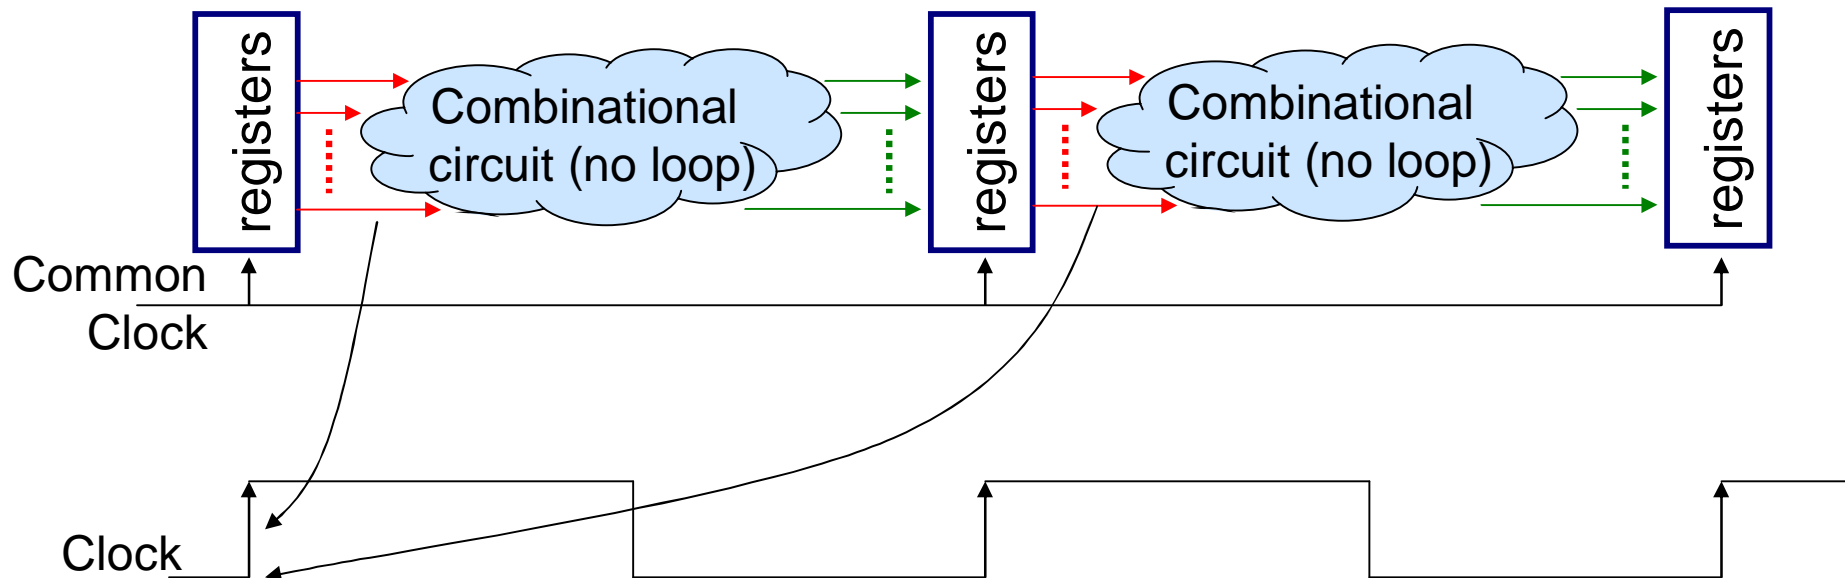 registers
Combinational
circuit (no loop)
registers
Combinational
circuit (no loop)
registers
Common
Clock
Clock